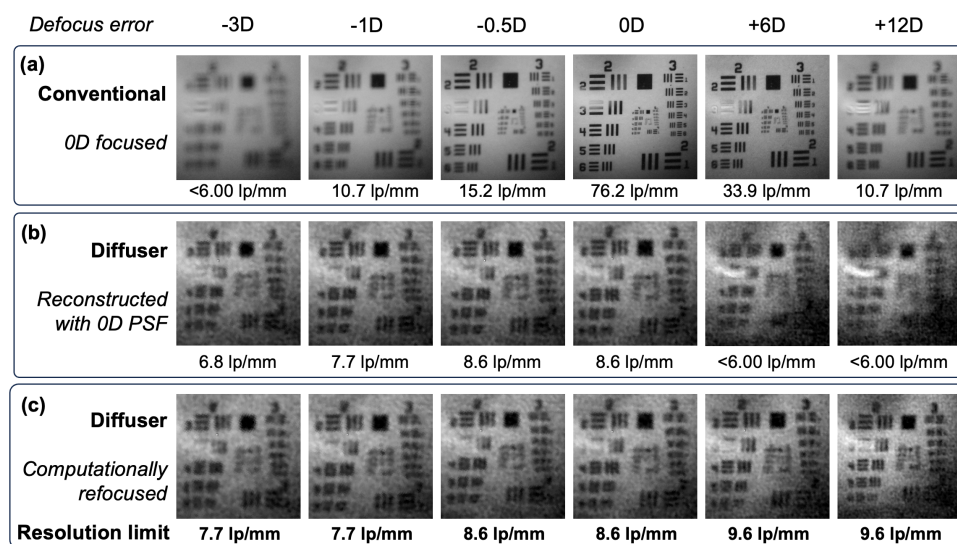 Defocus error -3D -1D -0.5D 0D +6D +12D
(a)
Conventional
0D focused
<6.00 lp/mm 10.7 lp/mm 15.2 lp/mm 76.2 lp/mm 33.9 lp/mm 10.7 lp/mm
(b)
Diffuser
Reconstructed
with 0D PSF
6.8 lp/mm 7.7 lp/mm 8.6 lp/mm 8.6 lp/mm <6.00 lp/mm <6.00 lp/mm
(c)
Diffuser
Computationally
refocused
Resolution limit 7.7 lp/mm 7.7 lp/mm 8.6 lp/mm 8.6 lp/mm 9.6 lp/mm 9.6 lp/mm